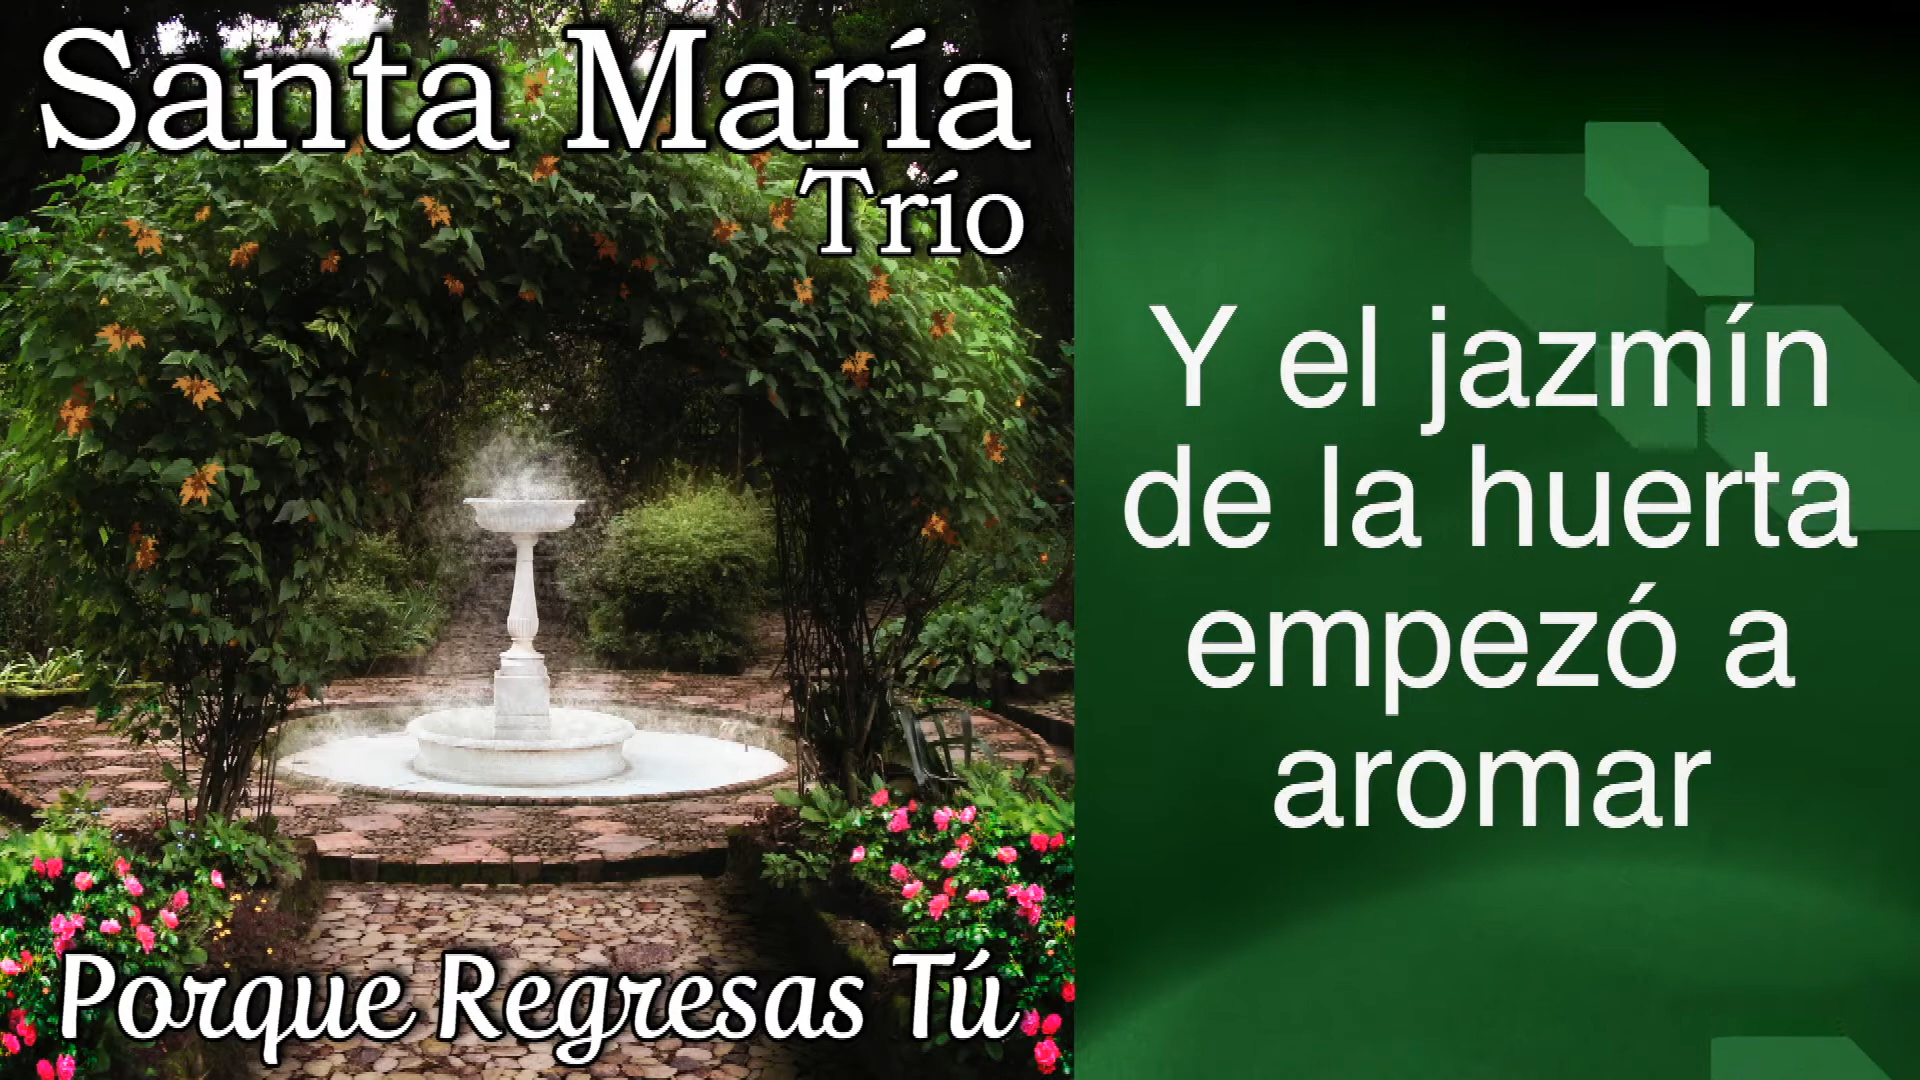 Santa María
Trío
Porque Regresas Tú
Y el jazmín
de la huerta
empezó a
aromar